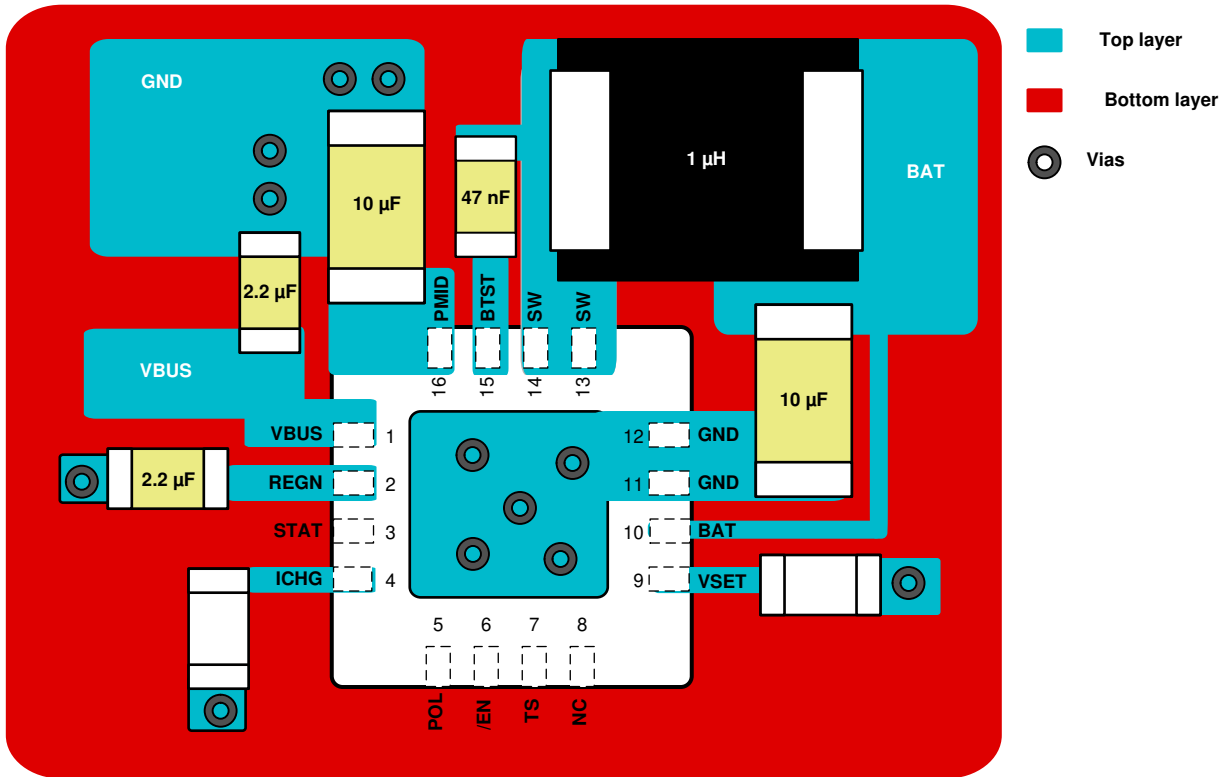 GND
Top layer
Bottom layer
Vias
1 µH
BAT
10 µF
47 nF
2.2 µF
PMID
BTST
SW
SW
VBUS
16
15
14
13
10 µF
VBUS
1
12
GND
2.2 µF
REGN
2
11
GND
STAT
3
10
BAT
ICHG
4
9
VSET
5
6
7
8
POL
/EN
TS
NC